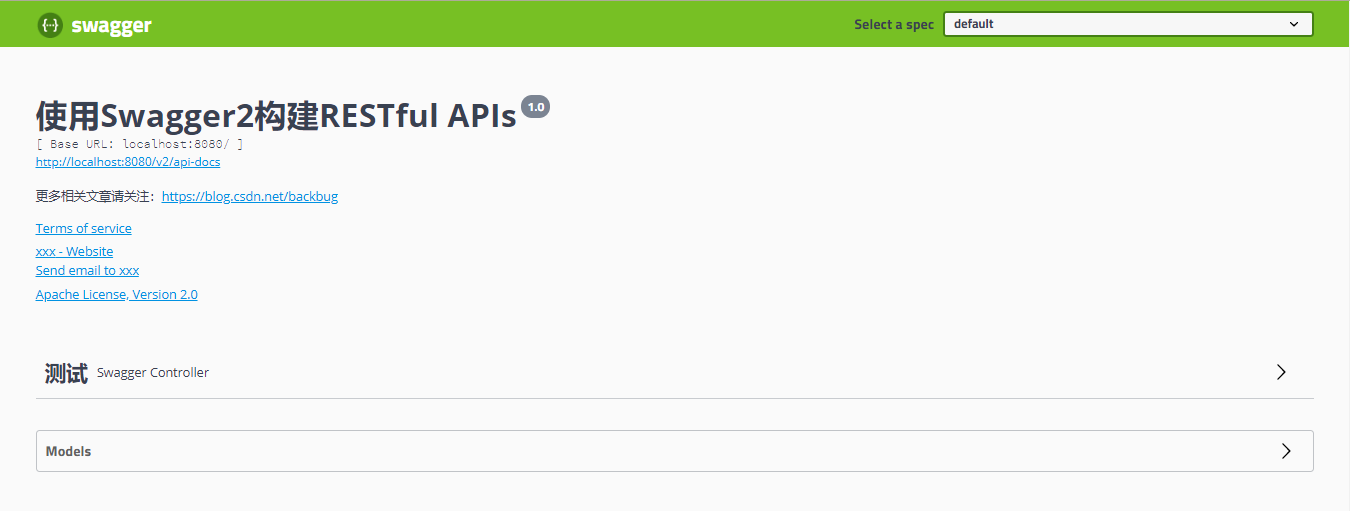 swagger
Select a spec default
使用Swagger2构建RESTful APIs 1.0
[ Base URL: localhost:8080/ ]
http://localhost:8080/v2/api-docs
更多相关文章请关注：https://blog.csdn.net/backbug
Terms of service
xxx - Website
Send email to xxx
Apache License, Version 2.0
测试 Swagger Controller
Models